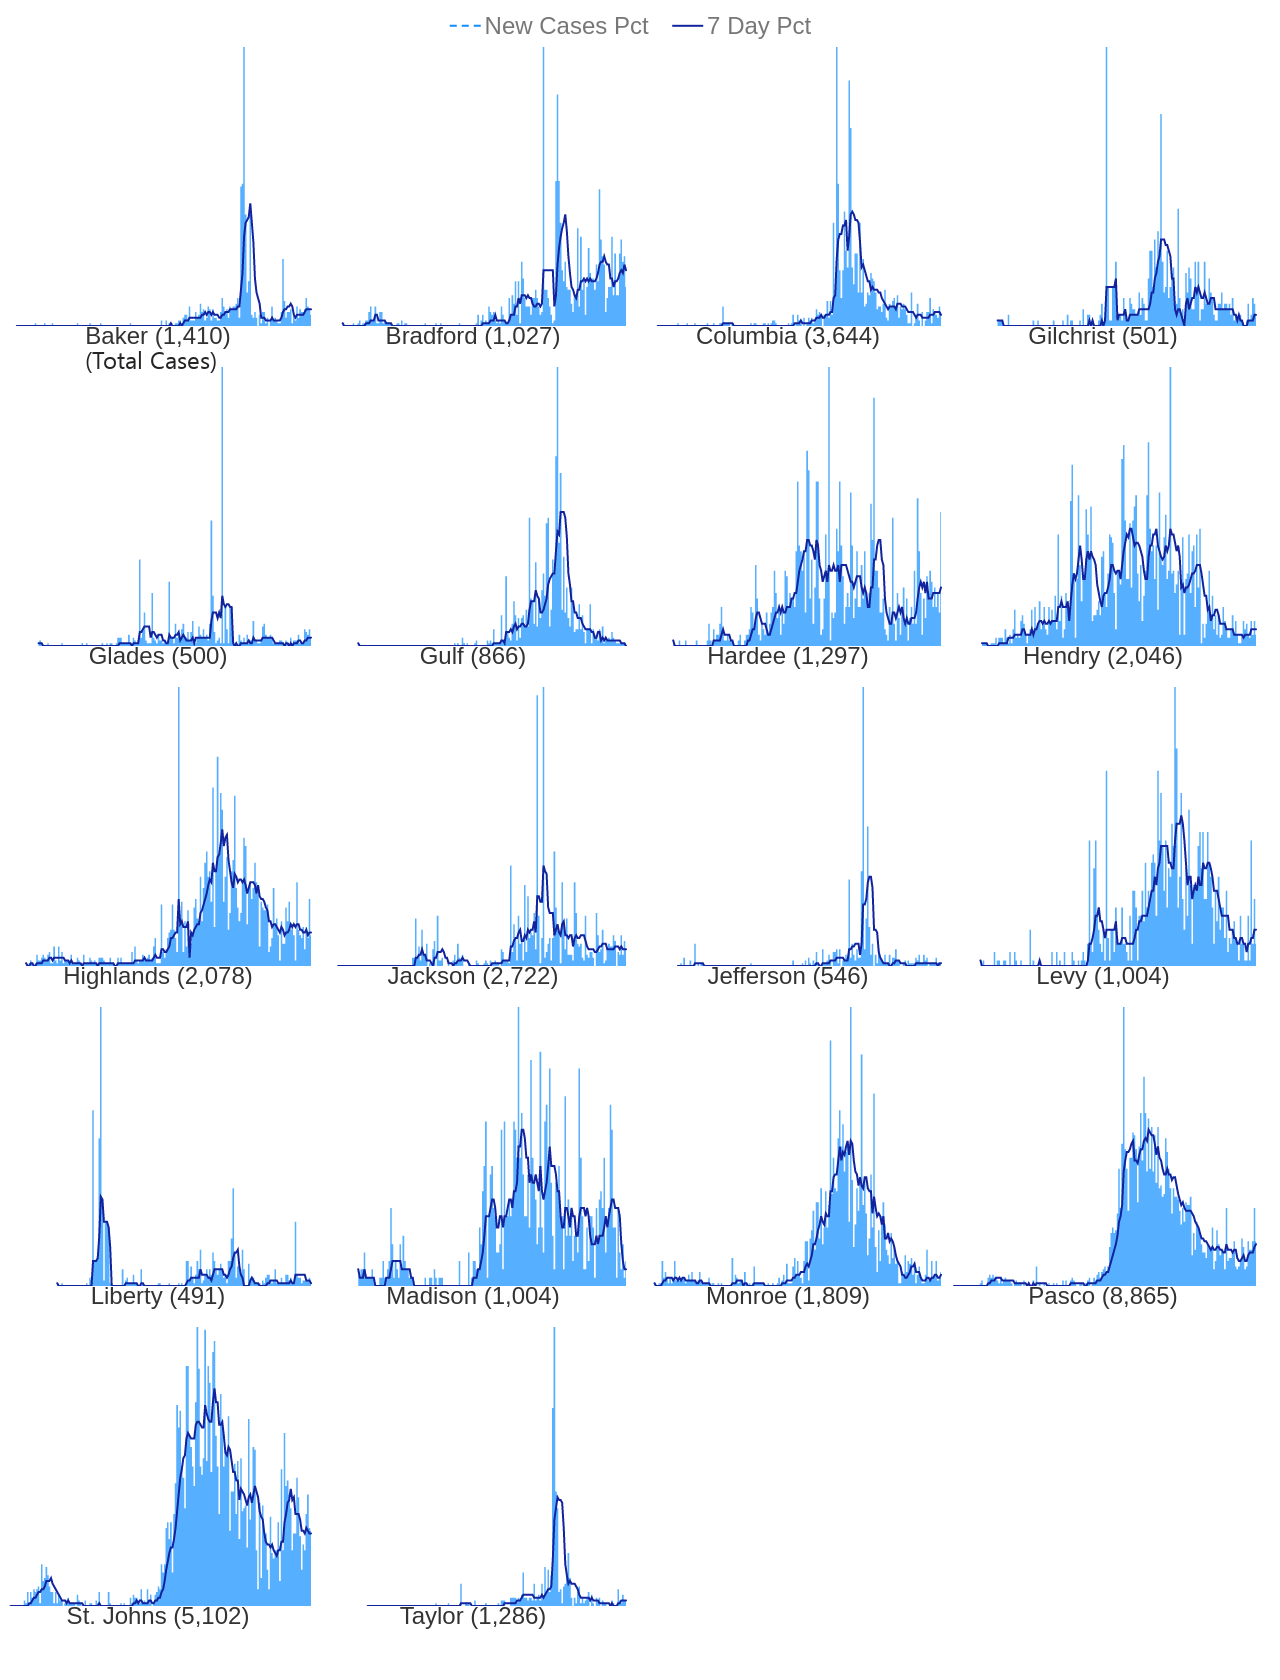 New Cases Pct 7 Day Pct
Baker (1,410) Bradford (1,027) Columbia (3,644) Gilchrist (501)
(Total Cases)
Glades (500) Gulf (866) Hardee (1,297) Hendry (2,046)
Highlands (2,078) Jackson (2,722) Jefferson (546) Levy (1,004)
Liberty (491) Madison (1,004) Monroe (1,809) Pasco (8,865)
St. Johns (5,102) Taylor (1,286)